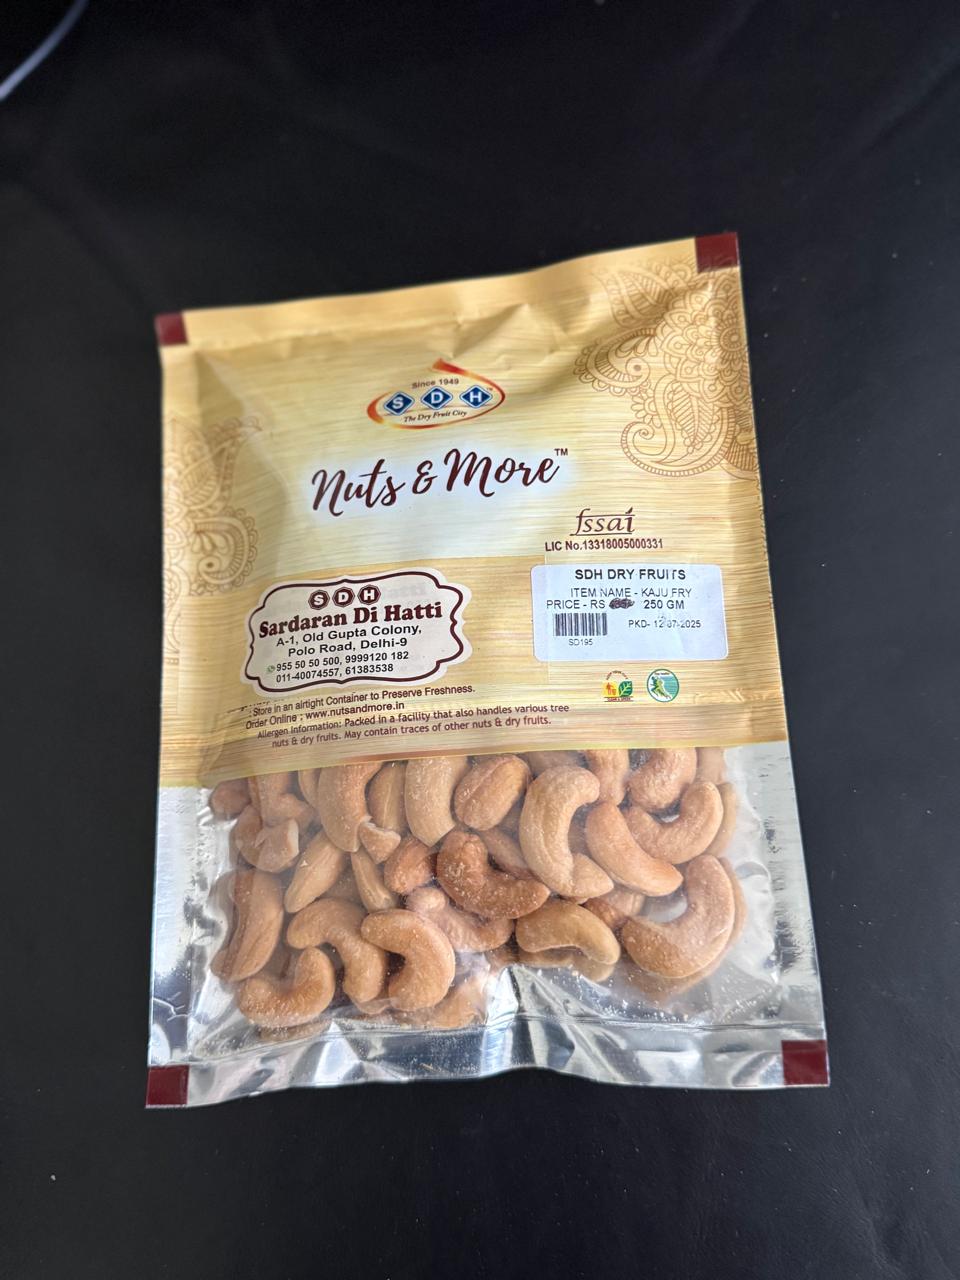 Since 1949
S D H™
The Dry Fruit City
Nuts & More™
fssai
LIC No.13318005000331
SDH DRY FRUITS
ITEM NAME - KAJU FRY
PRICE - RS 250 GM
PKD- 12-07-2025
SD195
S D H
Sardaran Di Hatti
A-1, Old Gupta Colony,
Polo Road, Delhi-9
955 50 50 500, 9999120 182
011-40074557, 61383538
Store in an airtight Container to Preserve Freshness.
Order Online : www.nutsandmore.in
Allergen Information: Packed in a facility that also handles various tree
nuts & dry fruits. May contain traces of other nuts & dry fruits.